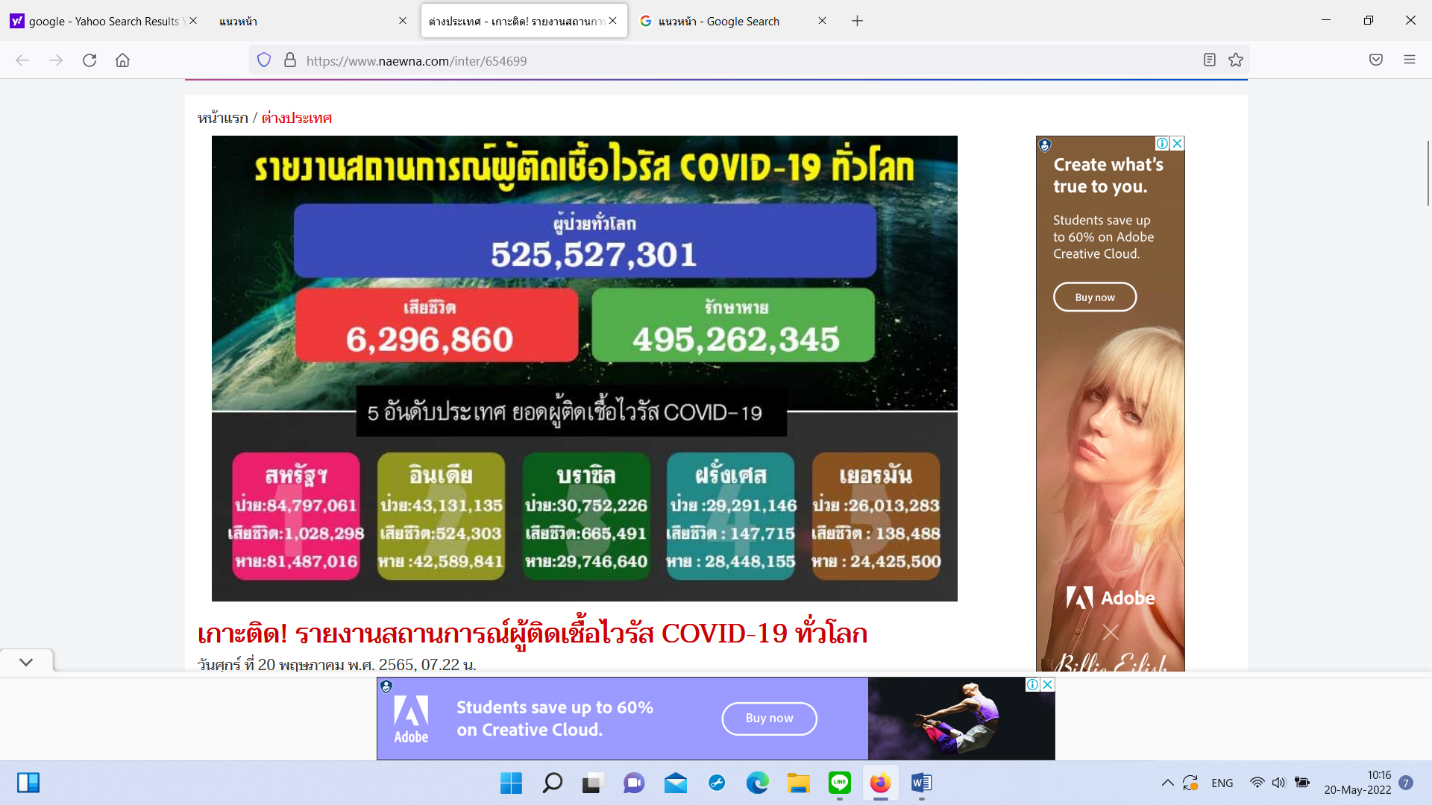 google - Yahoo Search Results
แนวหน้า
ต่างประเทศ - เกาะติด! รายงานสถานการ
แนวหน้า - Google Search
https://www.naewna.com/inter/654699
หน้าแรก / ต่างประเทศ
รายงานสถานการณ์ผู้ติดเชื้อไวรัส COVID-19 ทั่วโลก
ผู้ป่วยทั่วโลก
525,527,301
เสียชีวิต
6,296,860
รักษาหาย
495,262,345
5 อันดับประเทศ ยอดผู้ติดเชื้อไวรัส COVID-19
สหรัฐฯ
ป่วย:84,797,061
เสียชีวิต:1,028,298
หาย:81,487,016
อินเดีย
ป่วย:43,131,135
เสียชีวิต:524,303
หาย :42,589,841
บราซิล
ป่วย:30,752,226
เสียชีวิต:665,491
หาย:29,746,640
ฝรั่งเศส
ป่วย :29,291,146
เสียชีวิต : 147,715
หาย : 28,448,155
เยอรมัน
ป่วย :26,013,283
เสียชีวิต : 138,488
หาย : 24,425,500
เกาะติด! รายงานสถานการณ์ผู้ติดเชื้อไวรัส COVID-19 ทั่วโลก
วันศุกร์ ที่ 20 พฤษภาคม พ.ศ. 2565, 07.22 น.
Create what's
true to you.
Students save up
to 60% on Adobe
Creative Cloud.
Buy now
Adobe
Billie Eilish
Adobe
Students save up to 60%
on Creative Cloud.
Buy now
ENG
10:16
20-May-2022
7